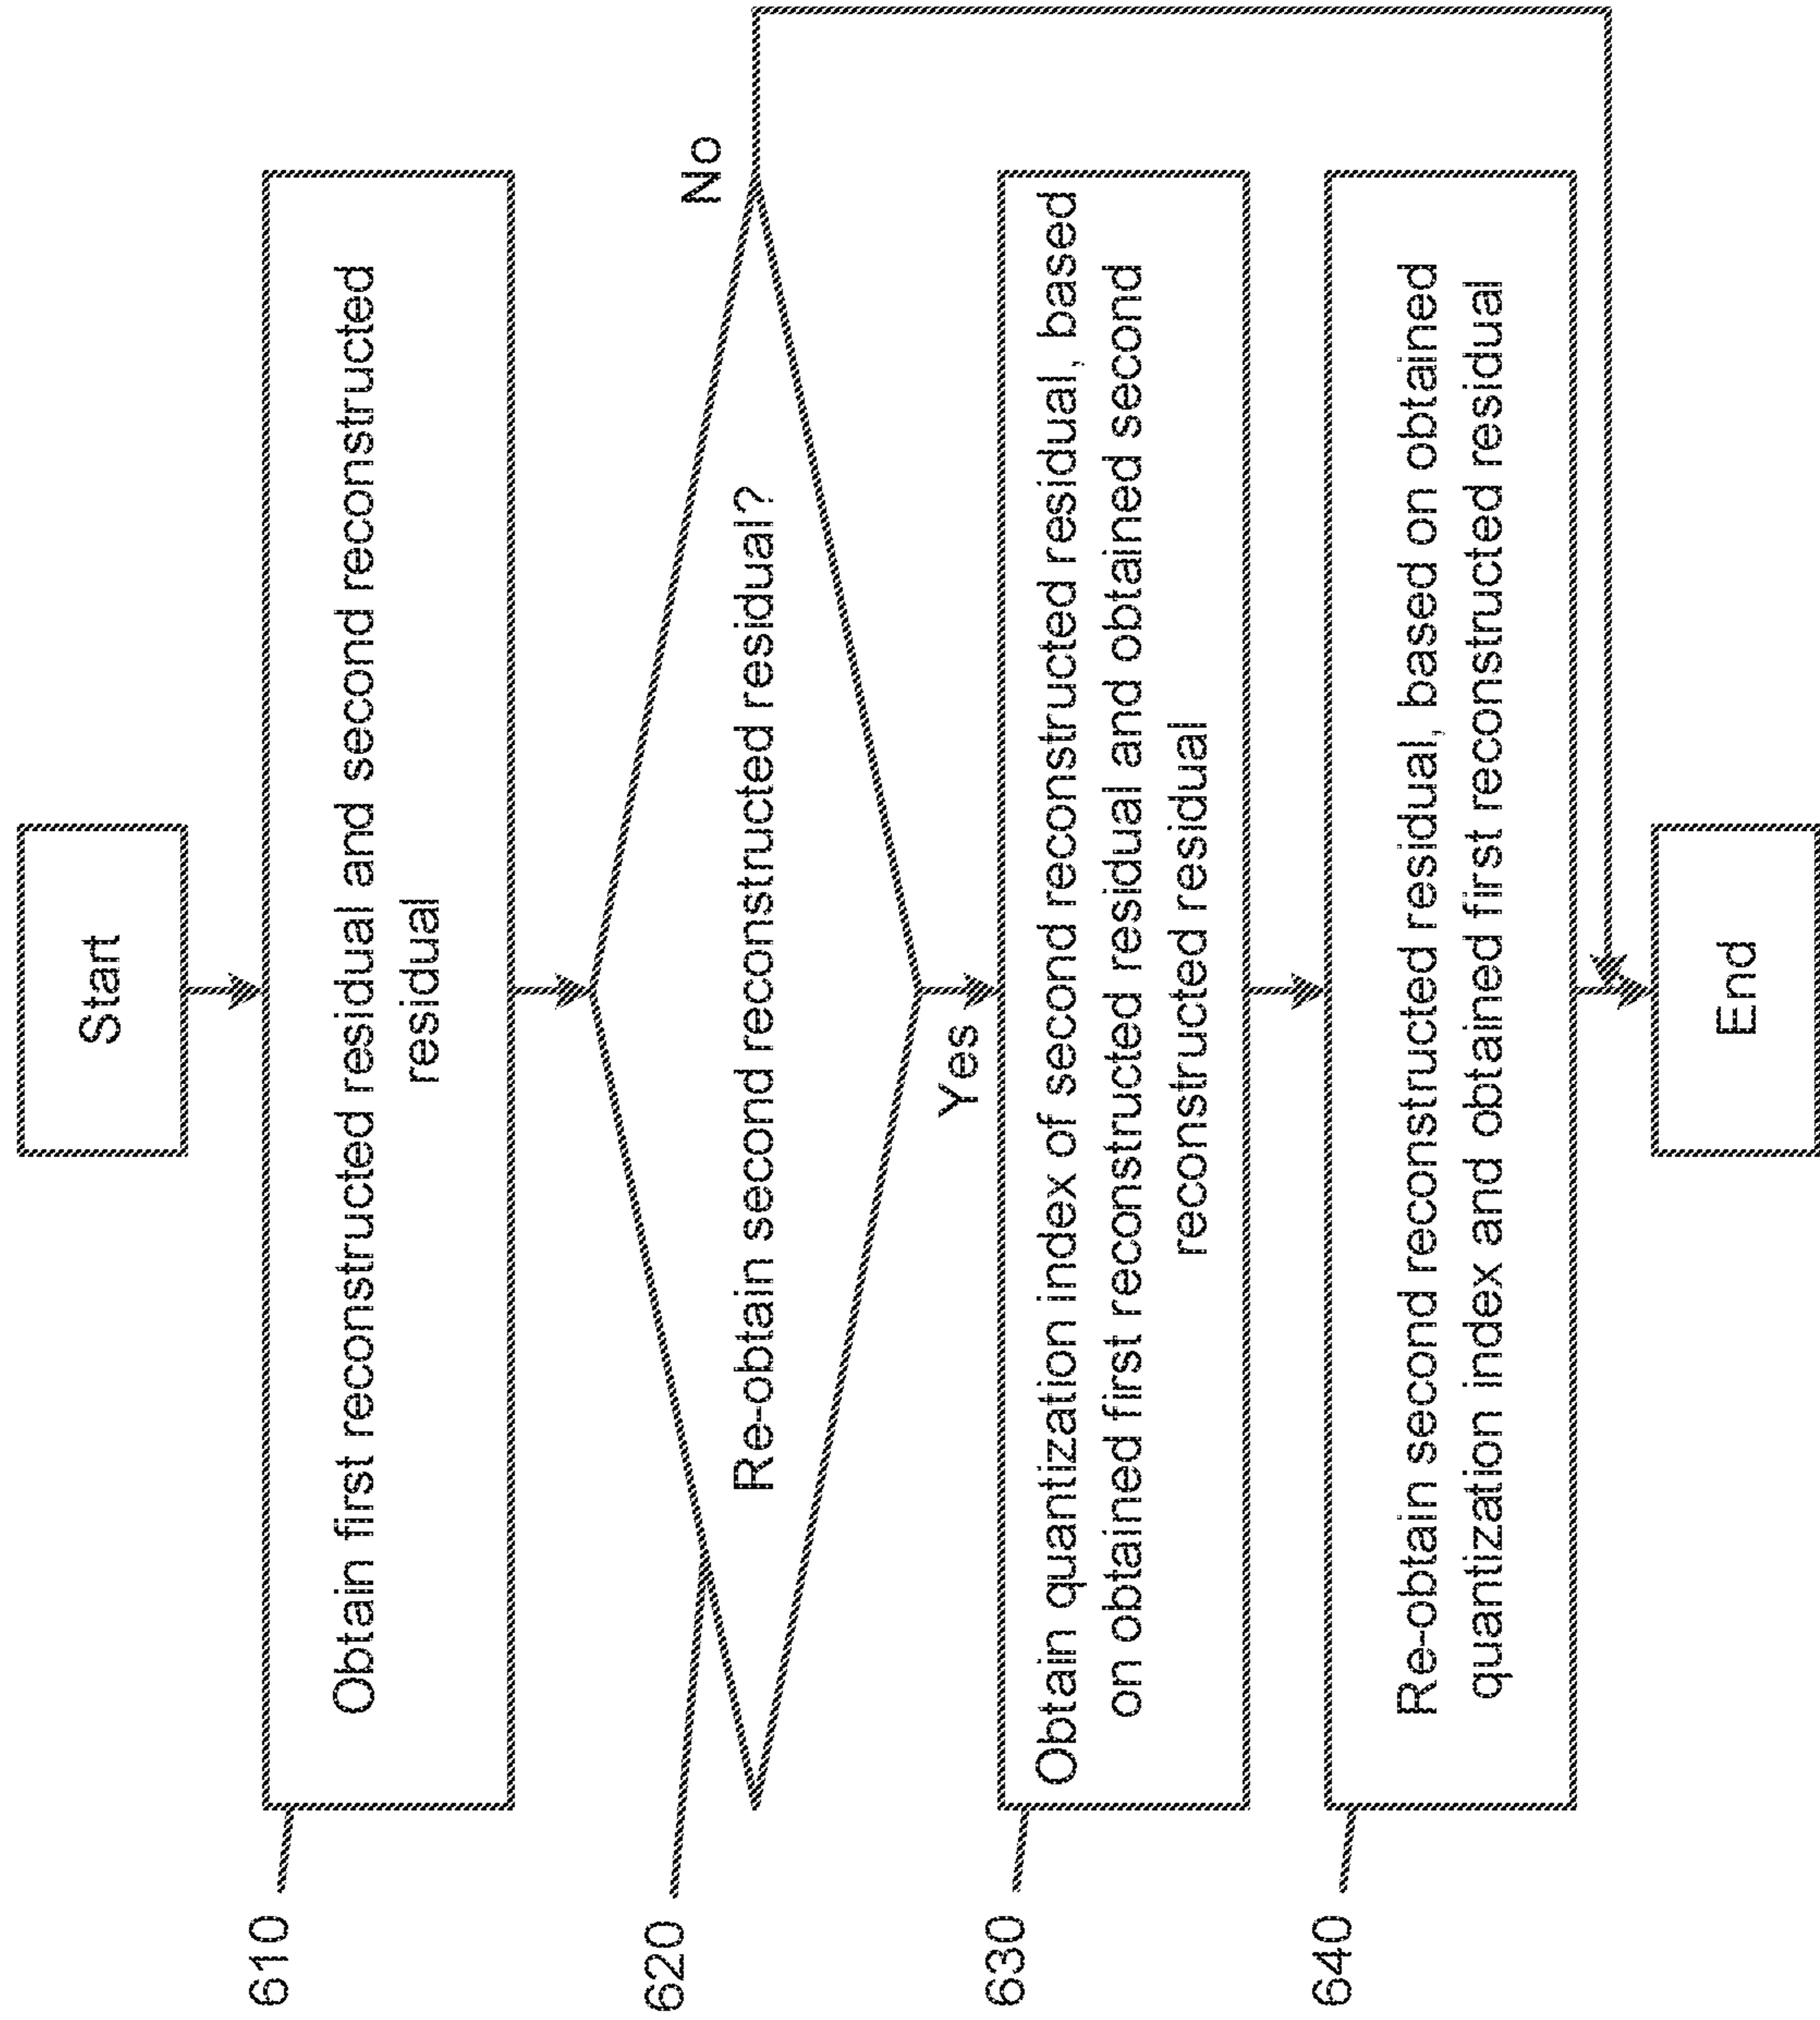 Start
610
Obtain first reconstructed residual and second reconstructed
residual
620
Re-obtain second reconstructed residual?
No
Yes
630
Obtain quantization index of second reconstructed residual, based
on obtained first reconstructed residual and obtained second
reconstructed residual
640
Re-obtain second reconstructed residual, based on obtained
quantization index and obtained first reconstructed residual
End